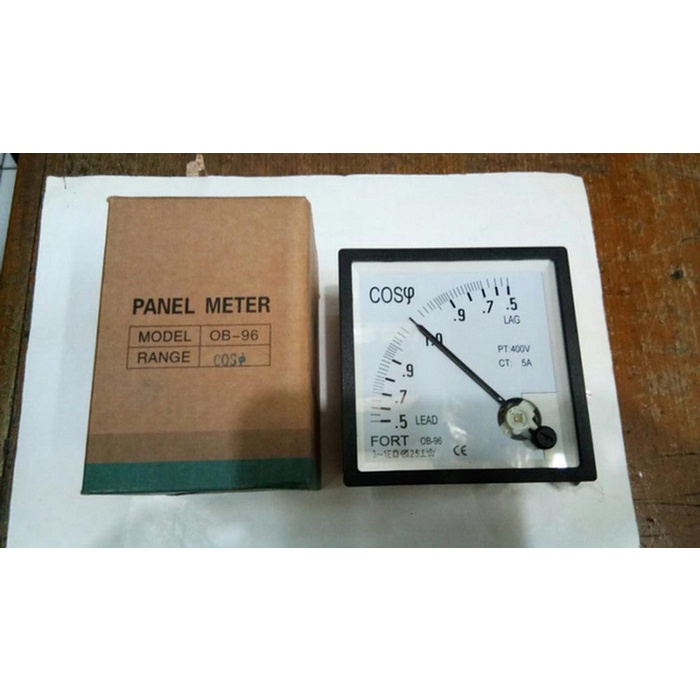 PANEL METER
MODEL OB-96
RANGE COSφ
COSφ
.5 .7 .9 1.0 .9 .7 .5
LAG
PT:400V
CT: 5A
LEAD
FORT OB-96
CE